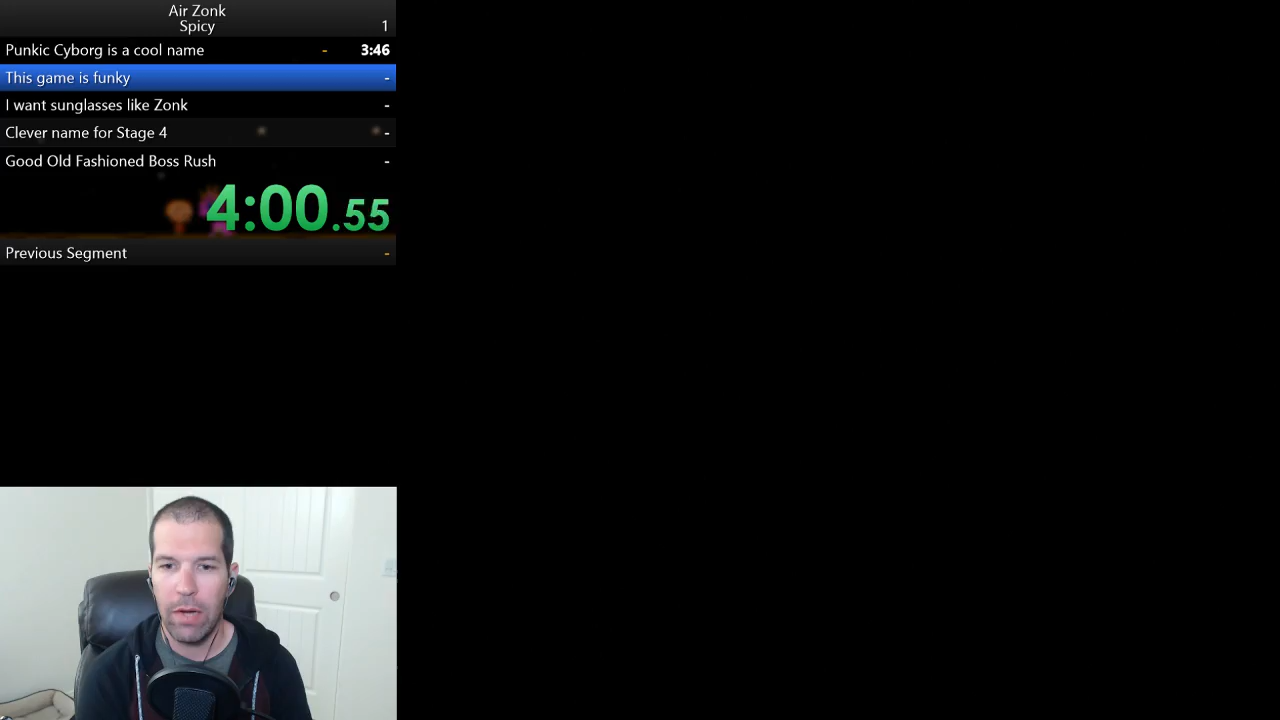 Air Zonk
Spicy 1
Punkic Cyborg is a cool name - 3:46
This game is funky -
I want sunglasses like Zonk -
Clever name for Stage 4 -
Good Old Fashioned Boss Rush -
4:00.55
Previous Segment -